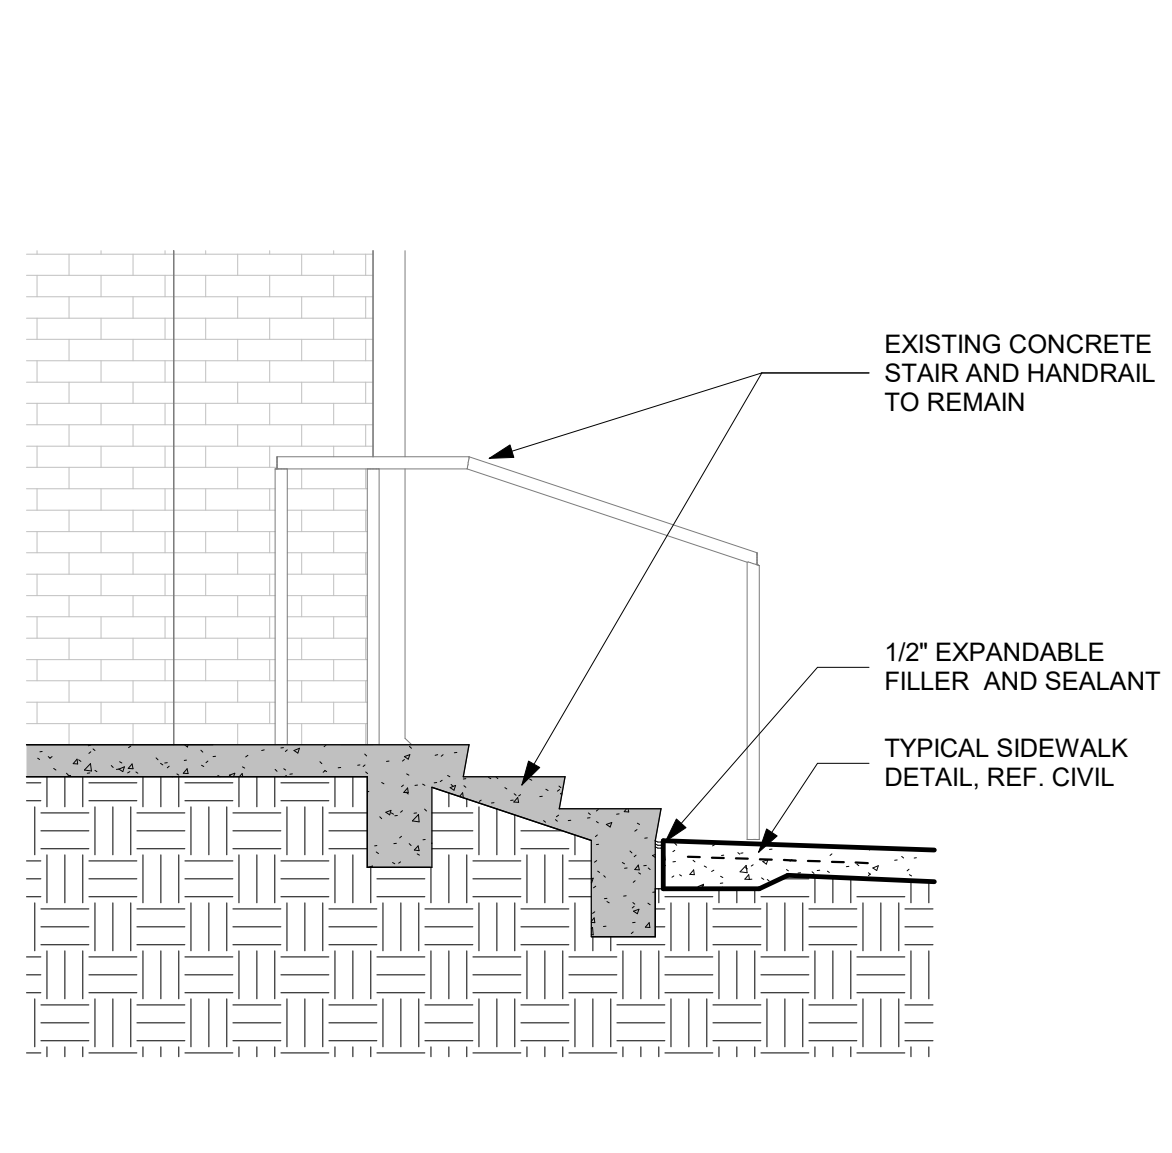 EXISTING CONCRETE
STAIR AND HANDRAIL
TO REMAIN
1/2" EXPANDABLE
FILLER  AND SEALANT
TYPICAL SIDEWALK
DETAIL, REF. CIVIL